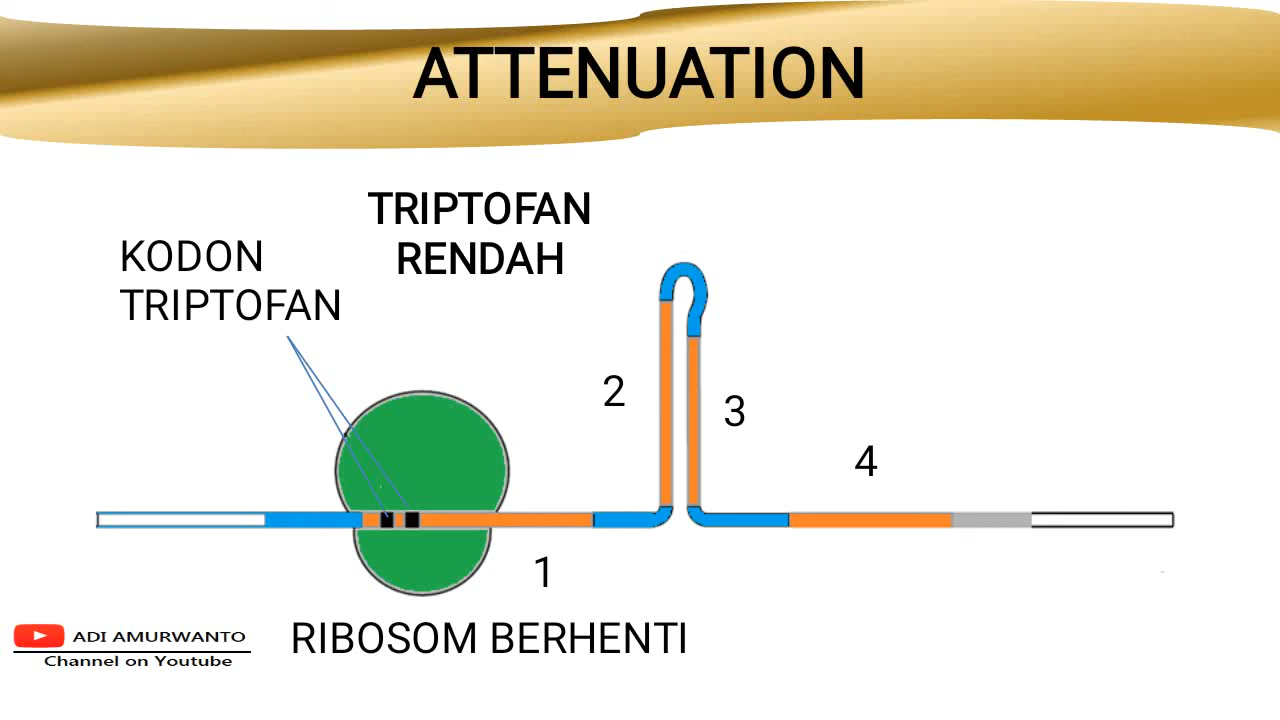 ATTENUATION
TRIPTOFAN
RENDAH
KODON
TRIPTOFAN
2
3
4
1
RIBOSOM BERHENTI
ADI AMURWANTO
Channel on Youtube